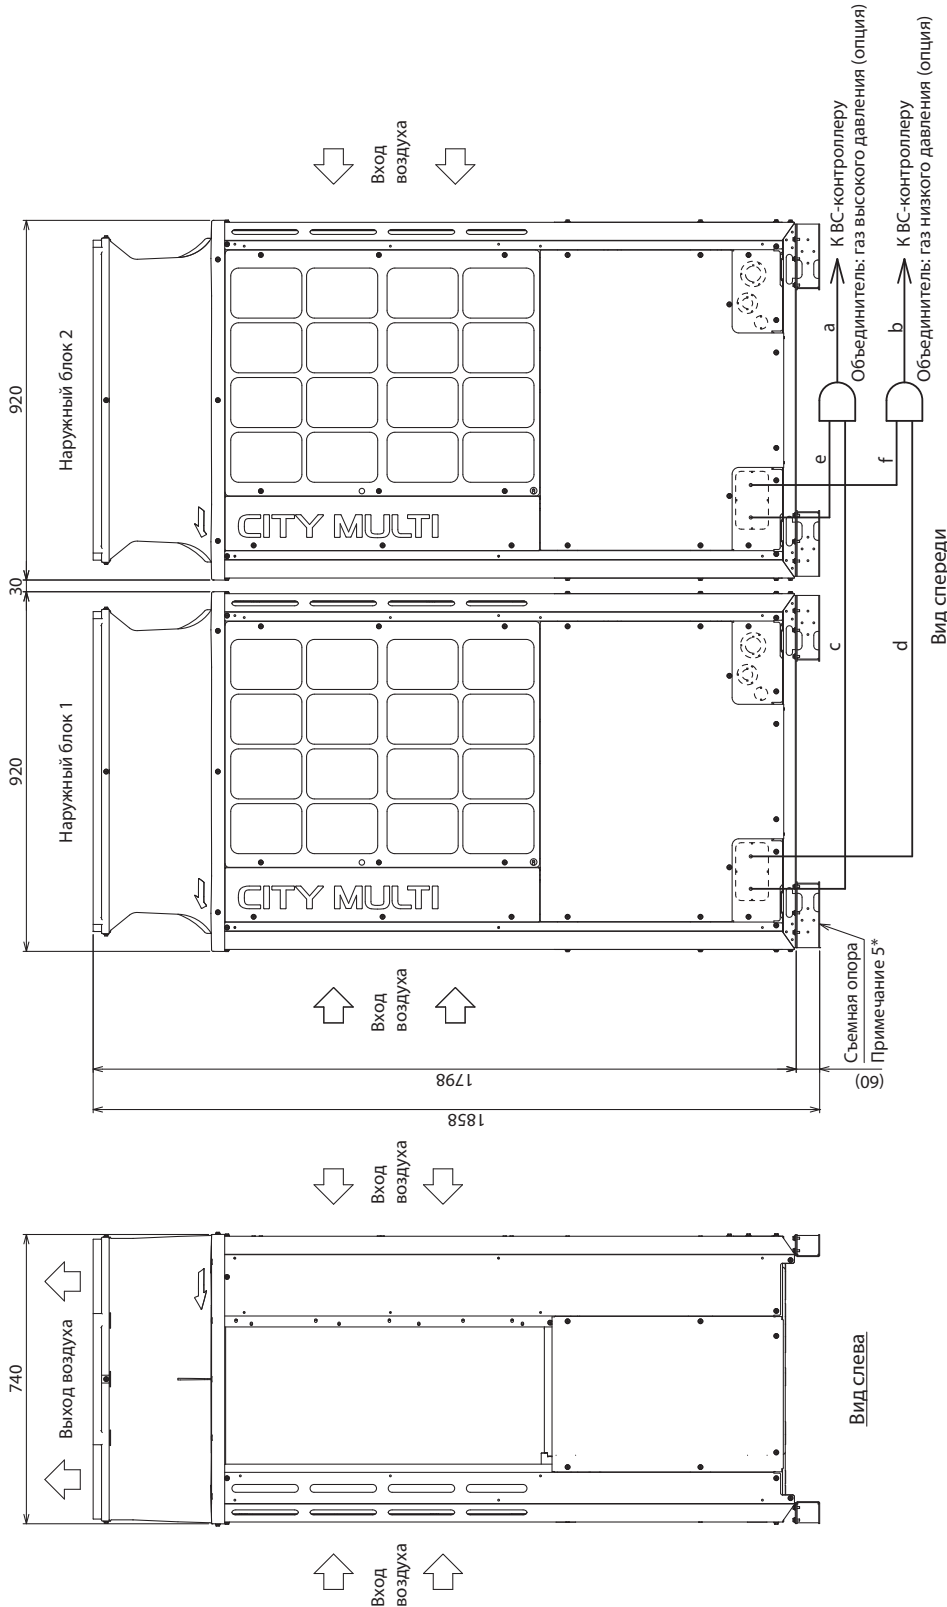 740
Выход воздуха
Вход
воздуха
Вход
воздуха
Вид слева
1858
1798
(60)
Съемная опора
Примечание 5*
920
30
920
Наружный блок 1
Наружный блок 2
Вход
воздуха
Вход
воздуха
CITY MULTI
CITY MULTI
c
d
e
f
a
b
К ВС-контроллеру
Объединитель: газ высокого давления (опция)
К ВС-контроллеру
Объединитель: газ низкого давления (опция)
Вид спереди